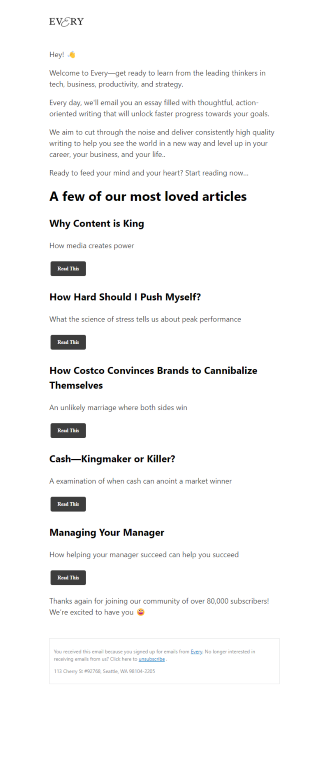 EVERY
Hey! 👋
Welcome to Every—get ready to learn from the leading thinkers in
tech, business, productivity, and strategy.
Every day, we'll email you an essay filled with thoughtful, action-
oriented writing that will unlock faster progress towards your goals.
We aim to cut through the noise and deliver consistently high quality
writing to help you see the world in a new way and level up in your
career, your business, and your life..
Ready to feed your mind and your heart? Start reading now...
A few of our most loved articles
Why Content is King
How media creates power
Read This
How Hard Should I Push Myself?
What the science of stress tells us about peak performance
Read This
How Costco Convinces Brands to Cannibalize
Themselves
An unlikely marriage where both sides win
Read This
Cash—Kingmaker or Killer?
A examination of when cash can anoint a market winner
Read This
Managing Your Manager
How helping your manager succeed can help you succeed
Read This
Thanks again for joining our community of over 80,000 subscribers!
We're excited to have you 😀
You received this email because you signed up for emails from Every. No longer interested in
receiving emails from us? Click here to unsubscribe.
113 Cherry St #92768, Seattle, WA 98104-2205